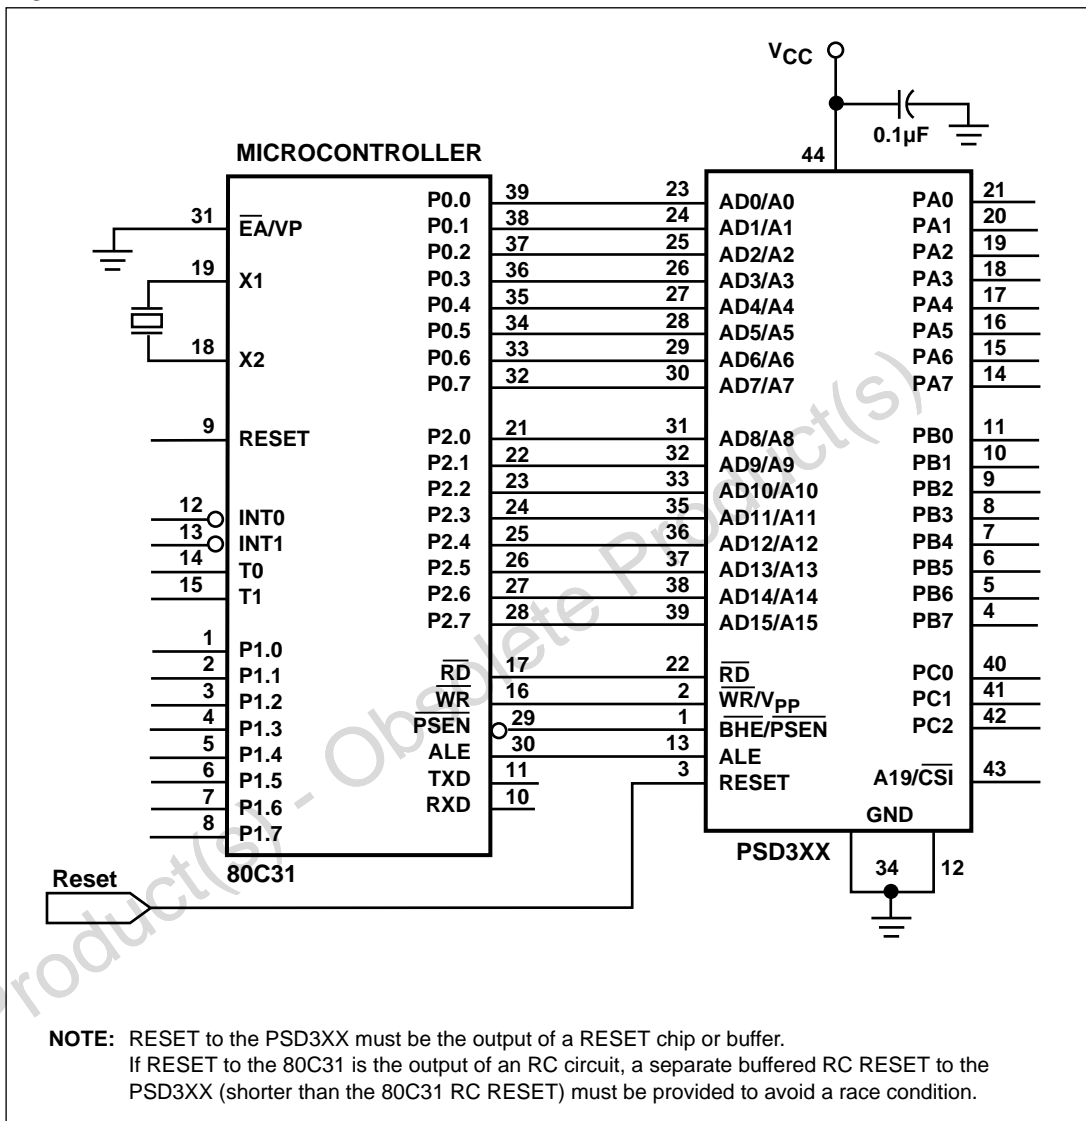 VCC
0.1µF
44
MICROCONTROLLER
31 EA/VP
19 X1
18 X2
9 RESET
12 INT0
13 INT1
14 T0
15 T1
1 P1.0
2 P1.1
3 P1.2
4 P1.3
5 P1.4
6 P1.5
7 P1.6
8 P1.7
P0.0 39
P0.1 38
P0.2 37
P0.3 36
P0.4 35
P0.5 34
P0.6 33
P0.7 32
P2.0 21
P2.1 22
P2.2 23
P2.3 24
P2.4 25
P2.5 26
P2.6 27
P2.7 28
RD 17
WR 16
PSEN 29
ALE 30
TXD 11
RXD 10
80C31
23 AD0/A0
24 AD1/A1
25 AD2/A2
26 AD3/A3
27 AD4/A4
28 AD5/A5
29 AD6/A6
30 AD7/A7
31 AD8/A8
32 AD9/A9
33 AD10/A10
35 AD11/A11
36 AD12/A12
37 AD13/A13
38 AD14/A14
39 AD15/A15
22 RD
2 WR/VPP
1 BHE/PSEN
13 ALE
3 RESET
PA0 21
PA1 20
PA2 19
PA3 18
PA4 17
PA5 16
PA6 15
PA7 14
PB0 11
PB1 10
PB2 9
PB3 8
PB4 7
PB5 6
PB6 5
PB7 4
PC0 40
PC1 41
PC2 42
A19/CSI 43
GND
PSD3XX
34 12
Reset
Product(s) - Obsolete Product(s)
NOTE: RESET to the PSD3XX must be the output of a RESET chip or buffer.
If RESET to the 80C31 is the output of an RC circuit, a separate buffered RC RESET to the
PSD3XX (shorter than the 80C31 RC RESET) must be provided to avoid a race condition.